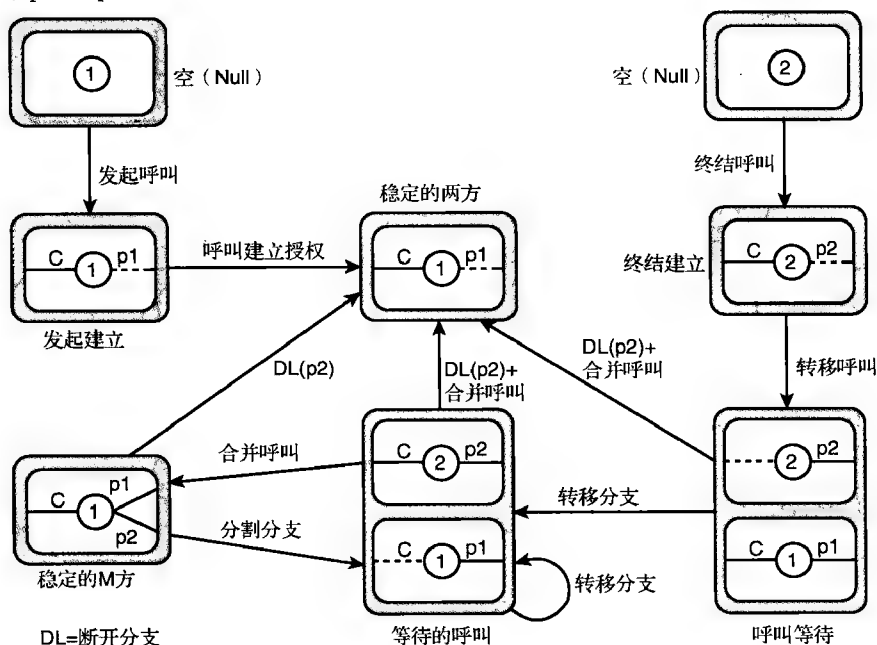 1
空（Null）
2
空（Null）
发起呼叫
终结呼叫
稳定的两方
C 1 p1
呼叫建立授权
C 1 p1
终结建立
C 2 p2
发起建立
DL(p2)
DL(p2)+
合并呼叫
DL(p2)+
合并呼叫
转移呼叫
合并呼叫
C 2 p2
2 p2
C 1 p1
p2
转移分支
分割分支
C 1 p1
C 1 p1
转移分支
稳定的M方
DL=断开分支
等待的呼叫
呼叫等待